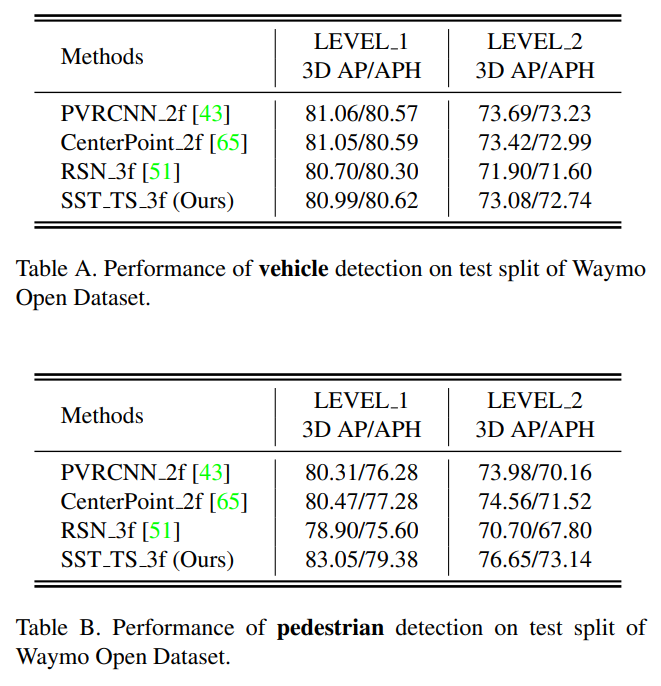 Methods LEVEL_1 LEVEL_2
3D AP/APH 3D AP/APH
PVRCNN_2f [43] 81.06/80.57 73.69/73.23
CenterPoint_2f [65] 81.05/80.59 73.42/72.99
RSN_3f [51] 80.70/80.30 71.90/71.60
SST_TS_3f (Ours) 80.99/80.62 73.08/72.74
Table A. Performance of vehicle detection on test split of Waymo
Open Dataset.
Methods LEVEL_1 LEVEL_2
3D AP/APH 3D AP/APH
PVRCNN_2f [43] 80.31/76.28 73.98/70.16
CenterPoint_2f [65] 80.47/77.28 74.56/71.52
RSN_3f [51] 78.90/75.60 70.70/67.80
SST_TS_3f (Ours) 83.05/79.38 76.65/73.14
Table B. Performance of pedestrian detection on test split of
Waymo Open Dataset.